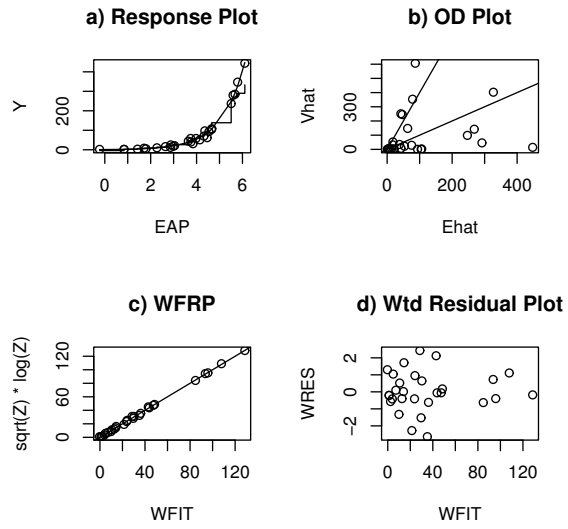 a) Response Plot
Y
0 200
0 2 4 6
EAP
b) OD Plot
Vhat
0 300
0 200 400
Ehat
c) WFRP
sqrt(Z) * log(Z)
0 60 120
0 40 80 120
WFIT
d) Wtd Residual Plot
WRES
−2 0 2
0 40 80 120
WFIT